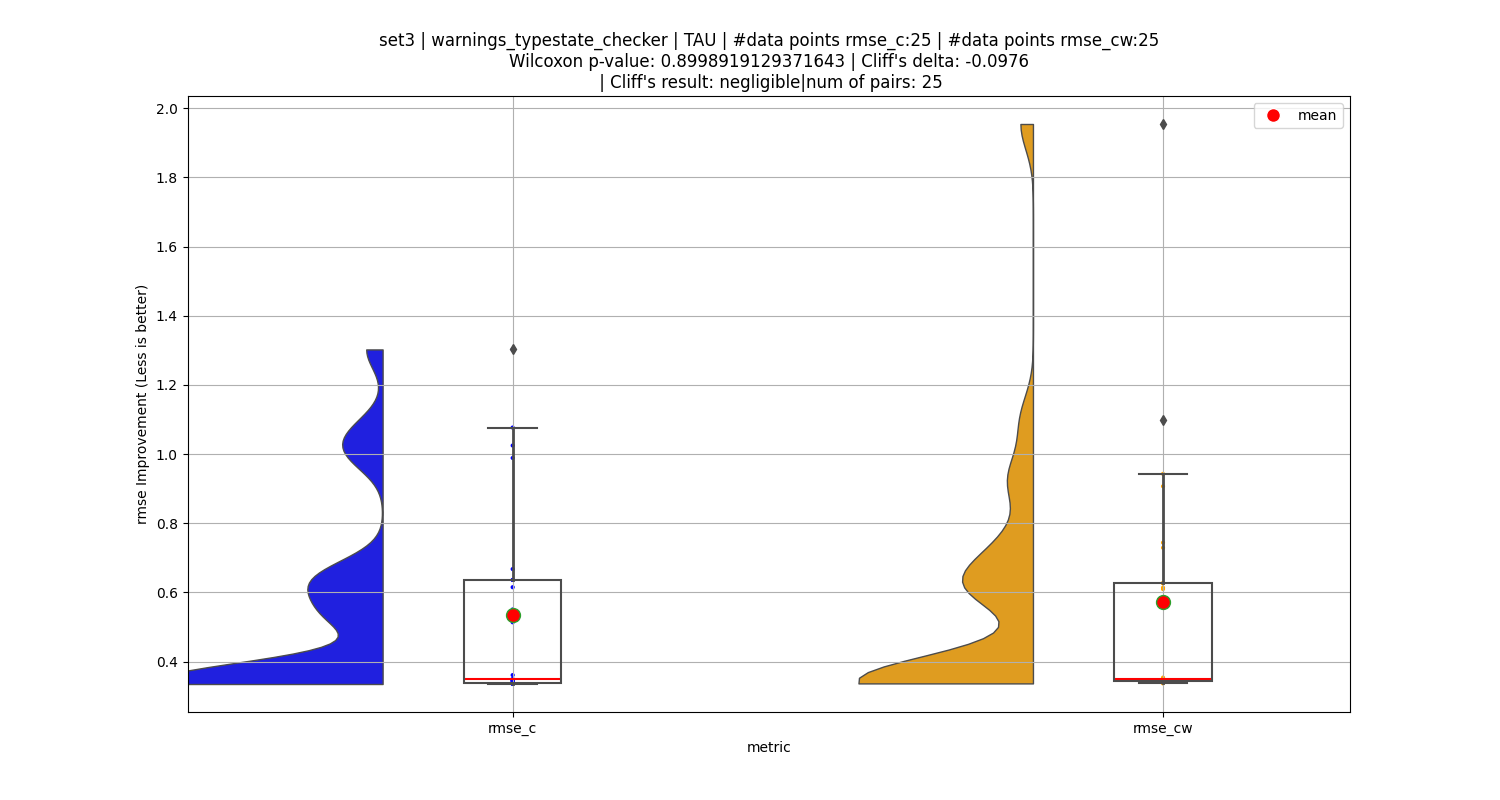 set3 | warnings_typestate_checker | TAU | #data points rmse_c:25 | #data points rmse_cw:25
Wilcoxon p-value: 0.8998919129371643 | Cliff's delta: -0.0976
| Cliff's result: negligible|num of pairs: 25
mean
2.0
1.8
1.6
1.4
1.2
1.0
0.8
0.6
0.4
rmse Improvement (Less is better)
rmse_c
rmse_cw
metric